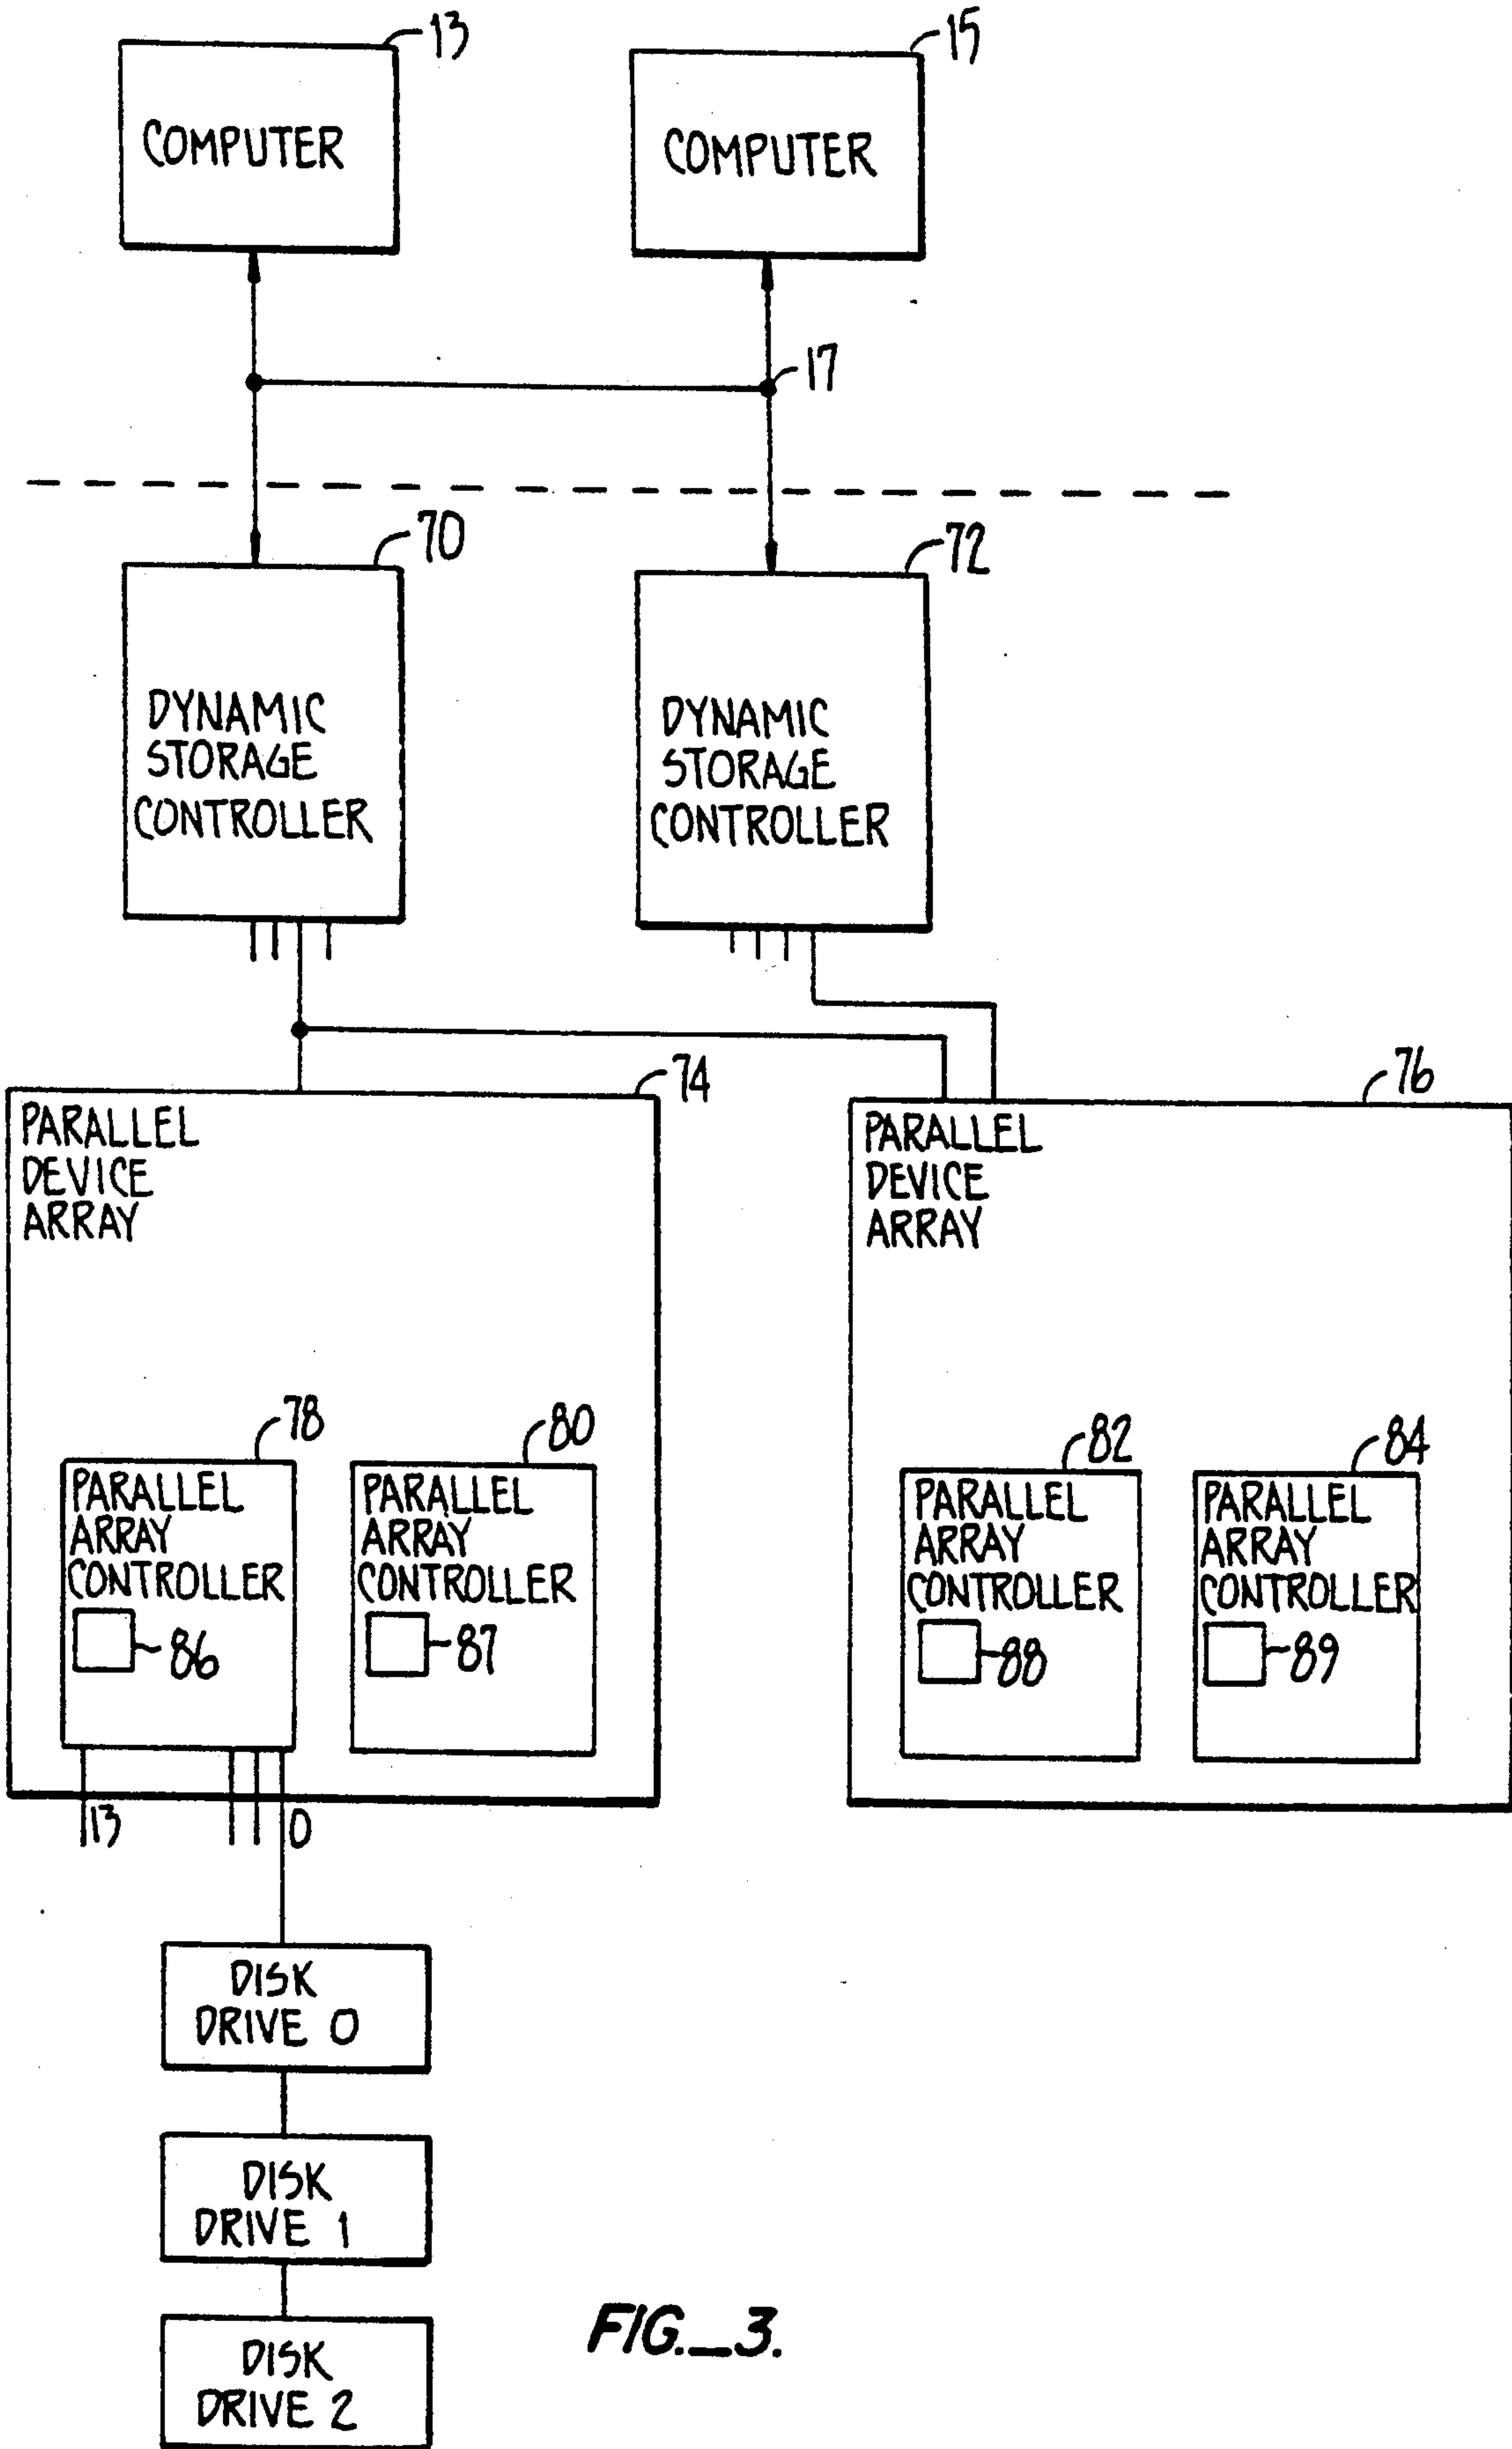 13
15
COMPUTER
COMPUTER
17
70
72
DYNAMIC
STORAGE
CONTROLLER
DYNAMIC
STORAGE
CONTROLLER
74
76
PARALLEL
DEVICE
ARRAY
PARALLEL
DEVICE
ARRAY
78
80
82
84
PARALLEL
ARRAY
CONTROLLER
86
PARALLEL
ARRAY
CONTROLLER
87
PARALLEL
ARRAY
CONTROLLER
88
PARALLEL
ARRAY
CONTROLLER
89
13
0
DISK
DRIVE 0
DISK
DRIVE 1
DISK
DRIVE 2
FIG._3.